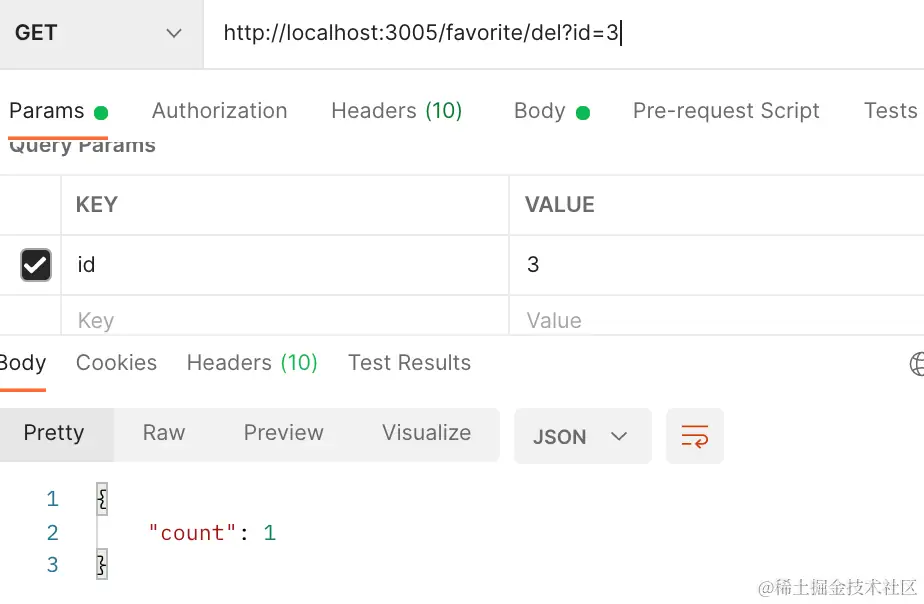 GET http://localhost:3005/favorite/del?id=3
Params Authorization Headers (10) Body Pre-request Script Tests
Query Params
KEY VALUE
id 3
Key Value
Body Cookies Headers (10) Test Results
Pretty Raw Preview Visualize JSON
1 {
2 "count": 1
3 }
@稀土掘金技术社区